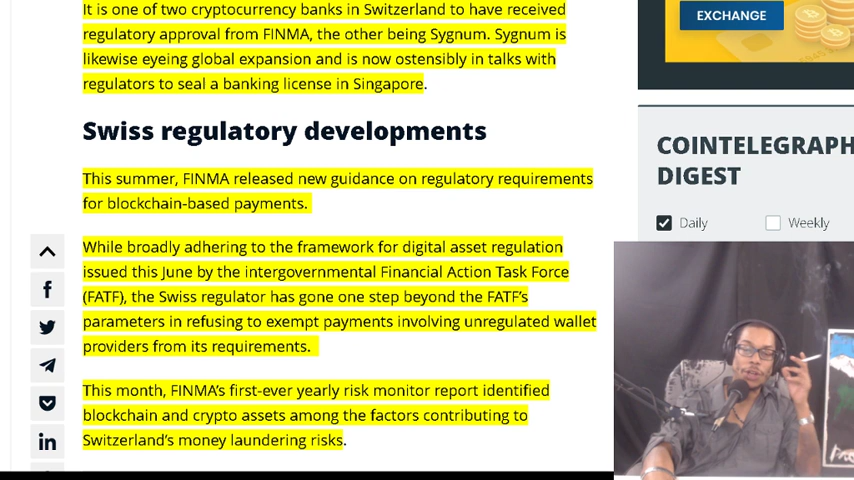 It is one of two cryptocurrency banks in Switzerland to have received
regulatory approval from FINMA, the other being Sygnum. Sygnum is
likewise eyeing global expansion and is now ostensibly in talks with
regulators to seal a banking license in Singapore.
Swiss regulatory developments
This summer, FINMA released new guidance on regulatory requirements
for blockchain-based payments.
While broadly adhering to the framework for digital asset regulation
issued this June by the intergovernmental Financial Action Task Force
(FATF), the Swiss regulator has gone one step beyond the FATF's
parameters in refusing to exempt payments involving unregulated wallet
providers from its requirements.
This month, FINMA's first-ever yearly risk monitor report identified
blockchain and crypto assets among the factors contributing to
Switzerland's money laundering risks.
EXCHANGE
COINTELEGRAPH
DIGEST
Daily
Weekly